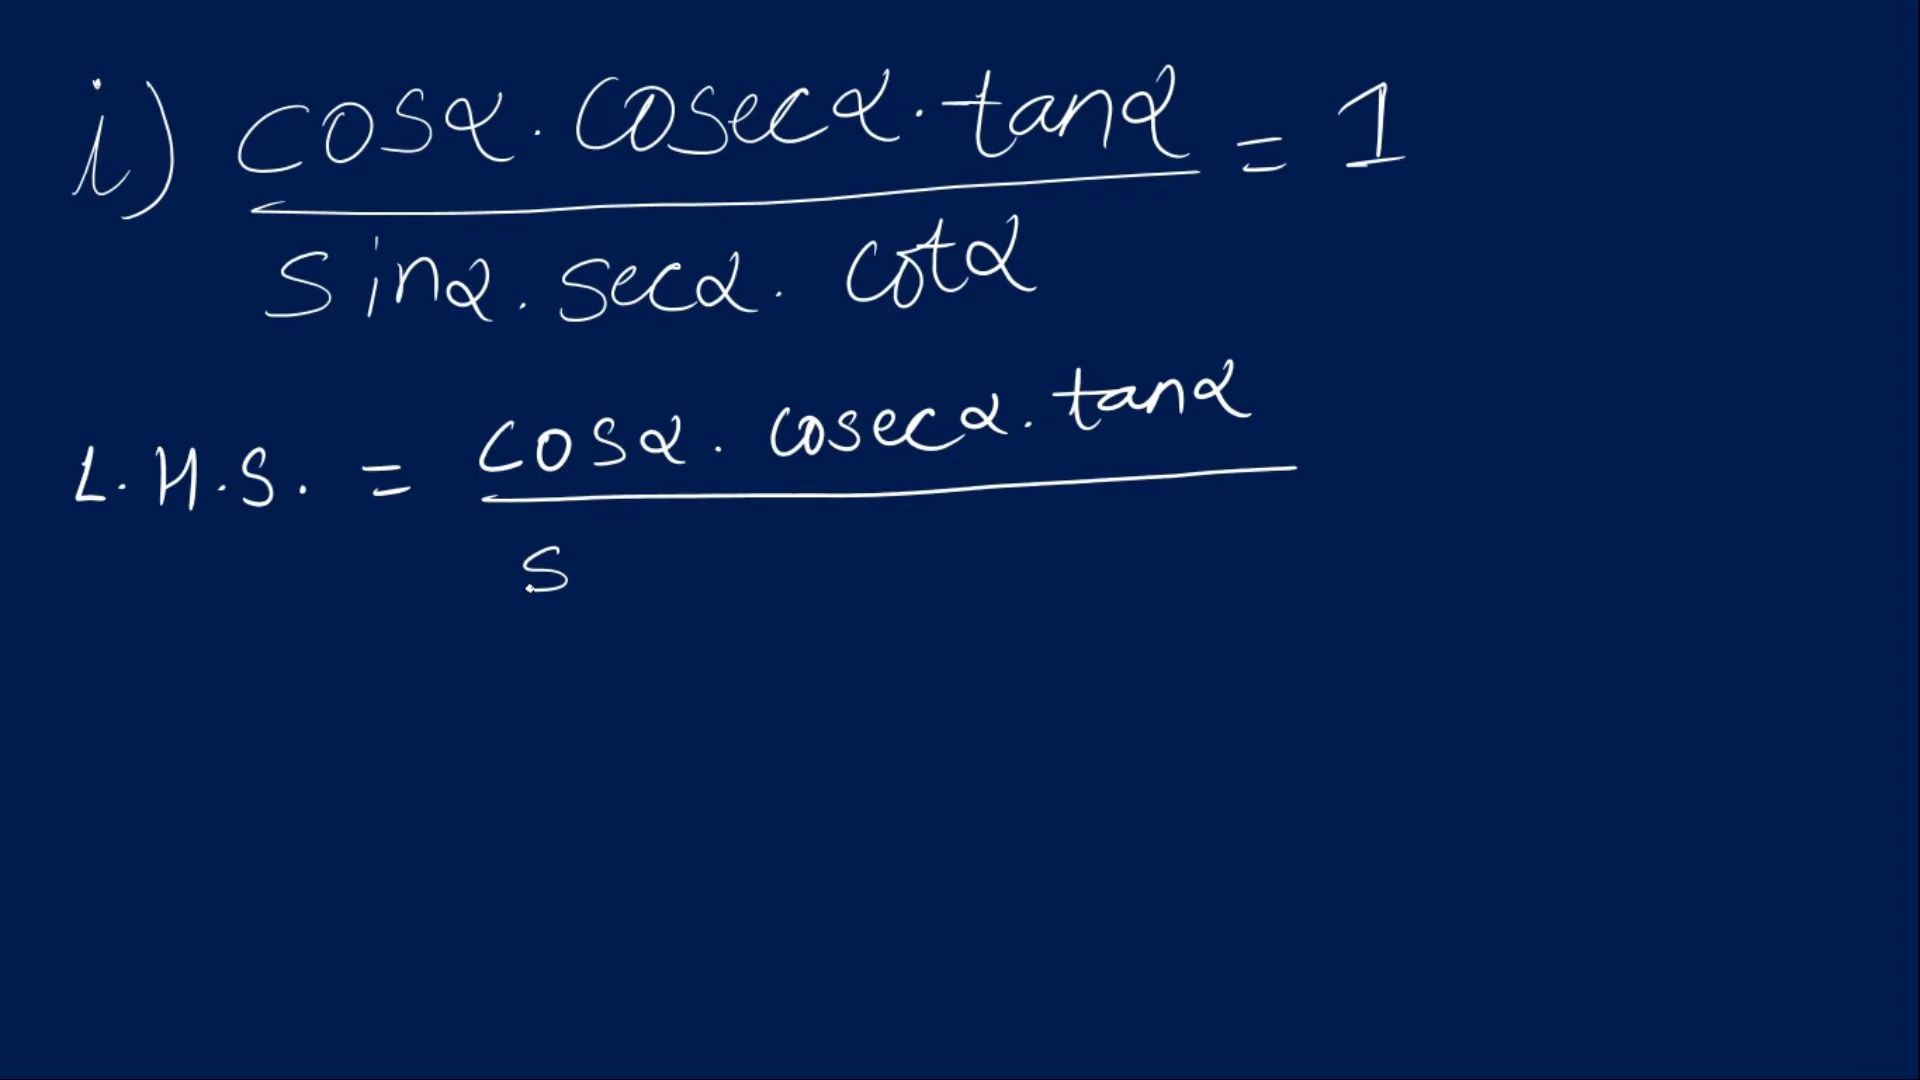 i) cosα . cosecα . tanα = 1
sinα . secα . cotα
L.H.S. = cosα . cosecα . tanα
s